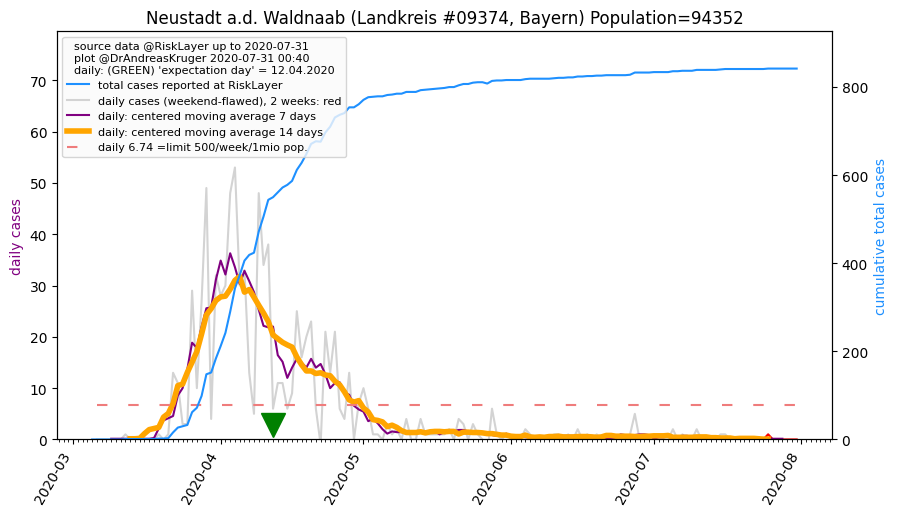 Neustadt a.d. Waldnaab (Landkreis #09374, Bayern) Population=94352
source data @RiskLayer up to 2020-07-31
plot @DrAndreasKruger 2020-07-31 00:40
daily: (GREEN) 'expectation day' = 12.04.2020
total cases reported at RiskLayer
daily cases (weekend-flawed), 2 weeks: red
daily: centered moving average 7 days
daily: centered moving average 14 days
daily 6.74 =limit 500/week/1mio pop.
daily cases
70
60
50
40
30
20
10
0
cumulative total cases
800
600
400
200
0
2020-03
2020-04
2020-05
2020-06
2020-07
2020-08